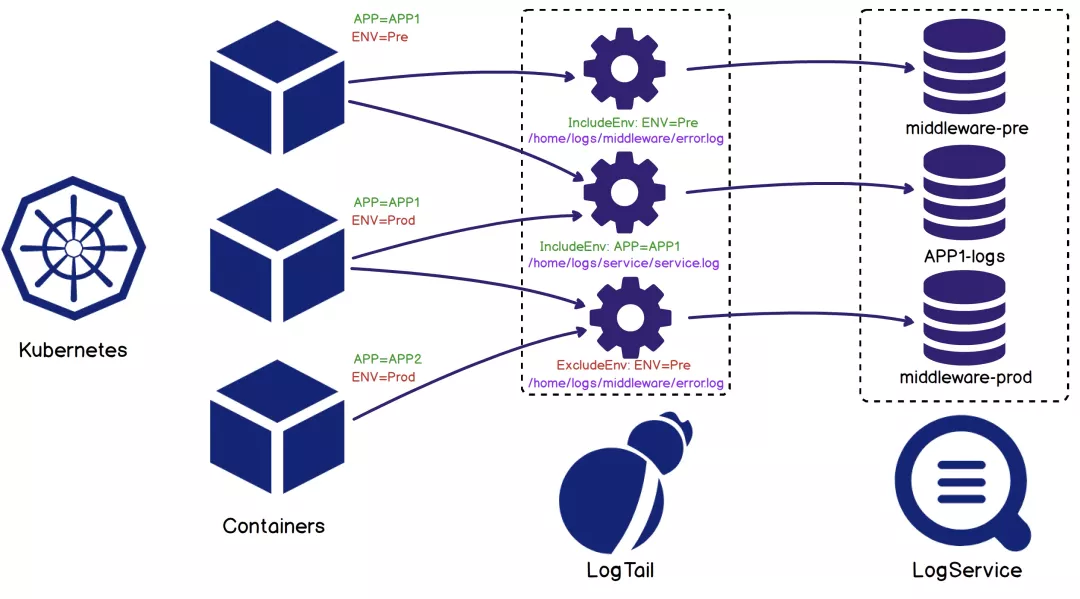 APP=APP1
ENV=Pre
IncludeEnv: ENV=Pre
/home/logs/middleware/error.log
middleware-pre
APP=APP1
ENV=Prod
IncludeEnv: APP=APP1
/home/logs/service/service.log
APP1-logs
Kubernetes
APP=APP2
ENV=Prod
ExcludeEnv: ENV=Pre
/home/logs/middleware/error.log
middleware-prod
Containers
LogTail
LogService